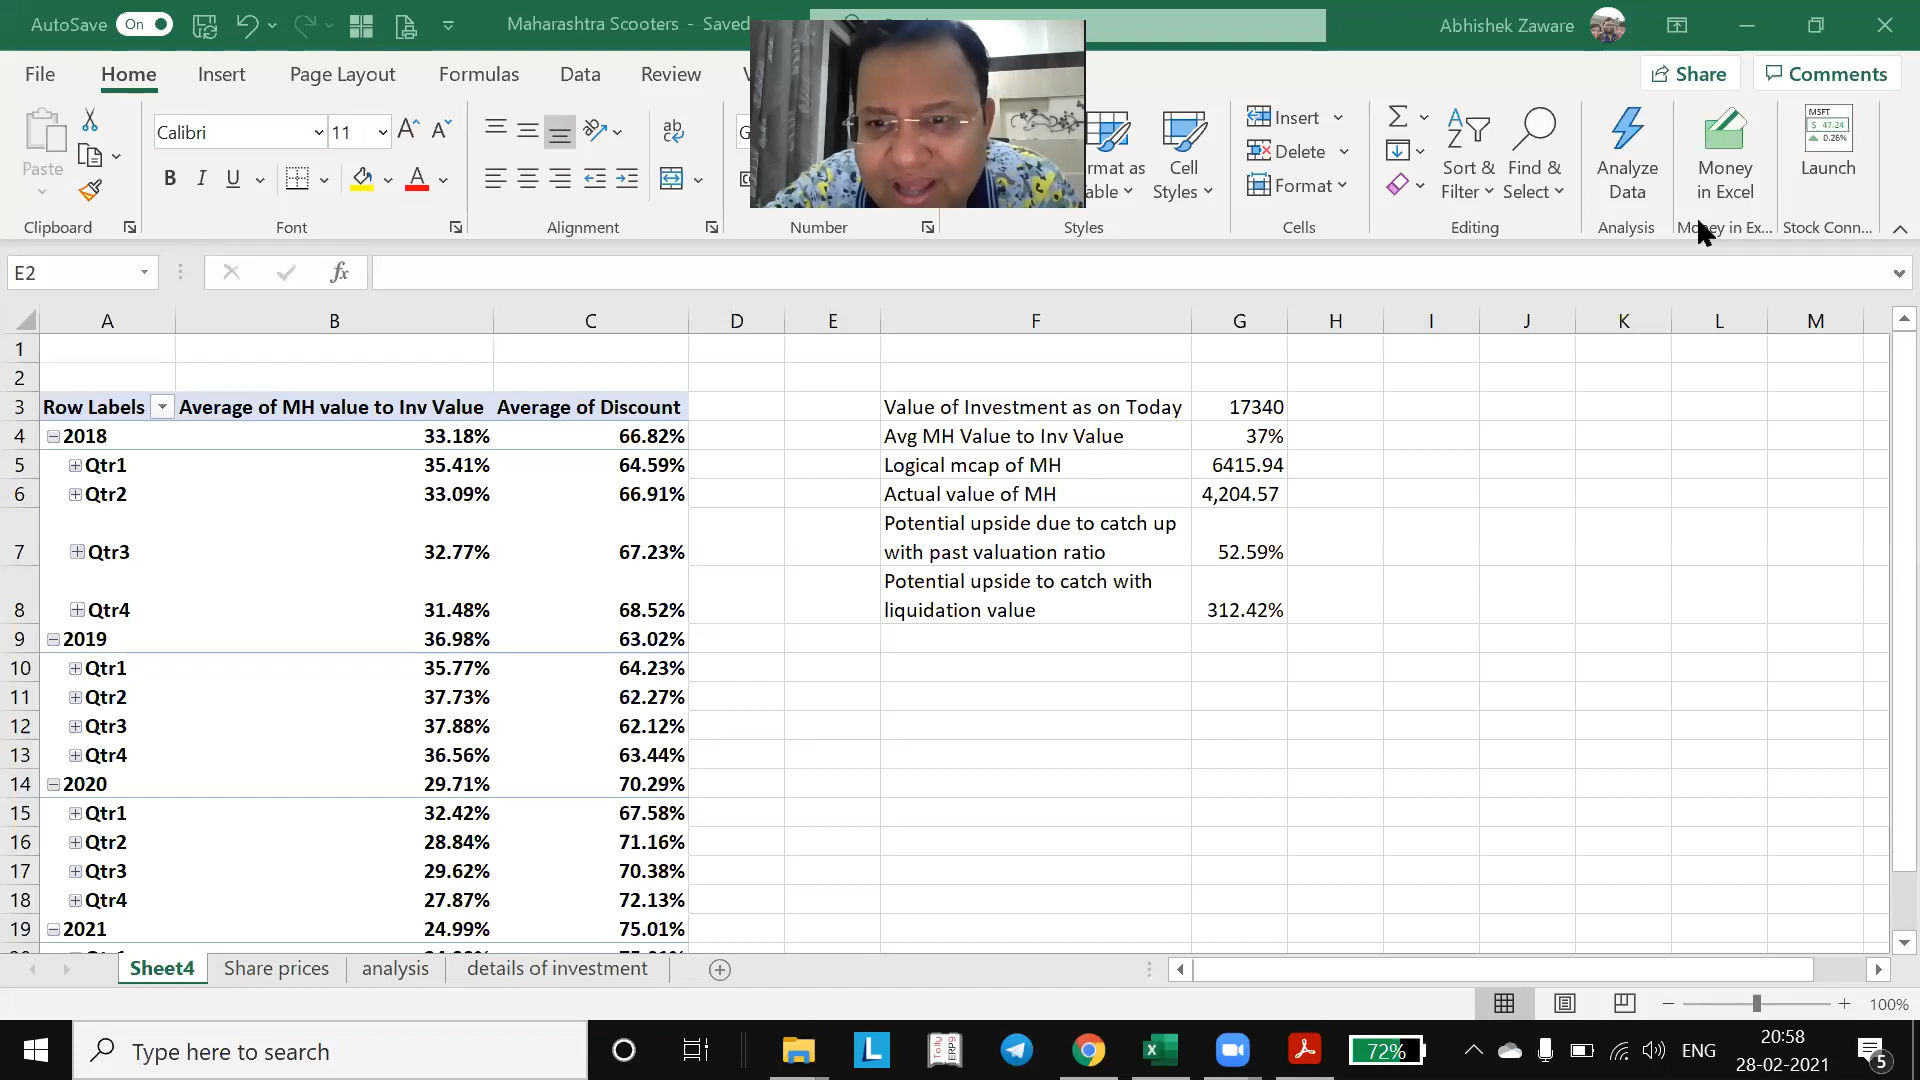 AutoSave On Maharashtra Scooters - Saved Abhishek Zaware
File Home Insert Page Layout Formulas Data Review Share Comments
Paste Calibri 11 Insert Delete Format Cell Styles Sort & Filter Find & Select Analyze Data Money in Excel MSFT $ 47.24 0.26% Launch
B I U
Clipboard Font Alignment Number Styles Cells Editing Analysis Money in Ex... Stock Conn...
E2 fx
A B C D E F G H I J K L M
1
2
3 Row Labels Average of MH value to Inv Value Average of Discount Value of Investment as on Today 17340
4 2018 33.18% 66.82% Avg MH Value to Inv Value 37%
5 Qtr1 35.41% 64.59% Logical mcap of MH 6415.94
6 Qtr2 33.09% 66.91% Actual value of MH 4,204.57
Potential upside due to catch up
7 Qtr3 32.77% 67.23% with past valuation ratio 52.59%
Potential upside to catch with
8 Qtr4 31.48% 68.52% liquidation value 312.42%
9 2019 36.98% 63.02%
10 Qtr1 35.77% 64.23%
11 Qtr2 37.73% 62.27%
12 Qtr3 37.88% 62.12%
13 Qtr4 36.56% 63.44%
14 2020 29.71% 70.29%
15 Qtr1 32.42% 67.58%
16 Qtr2 28.84% 71.16%
17 Qtr3 29.62% 70.38%
18 Qtr4 27.87% 72.13%
19 2021 24.99% 75.01%
Sheet4 Share prices analysis details of investment
100%
Type here to search L 72% ENG 20:58
28-02-2021 5